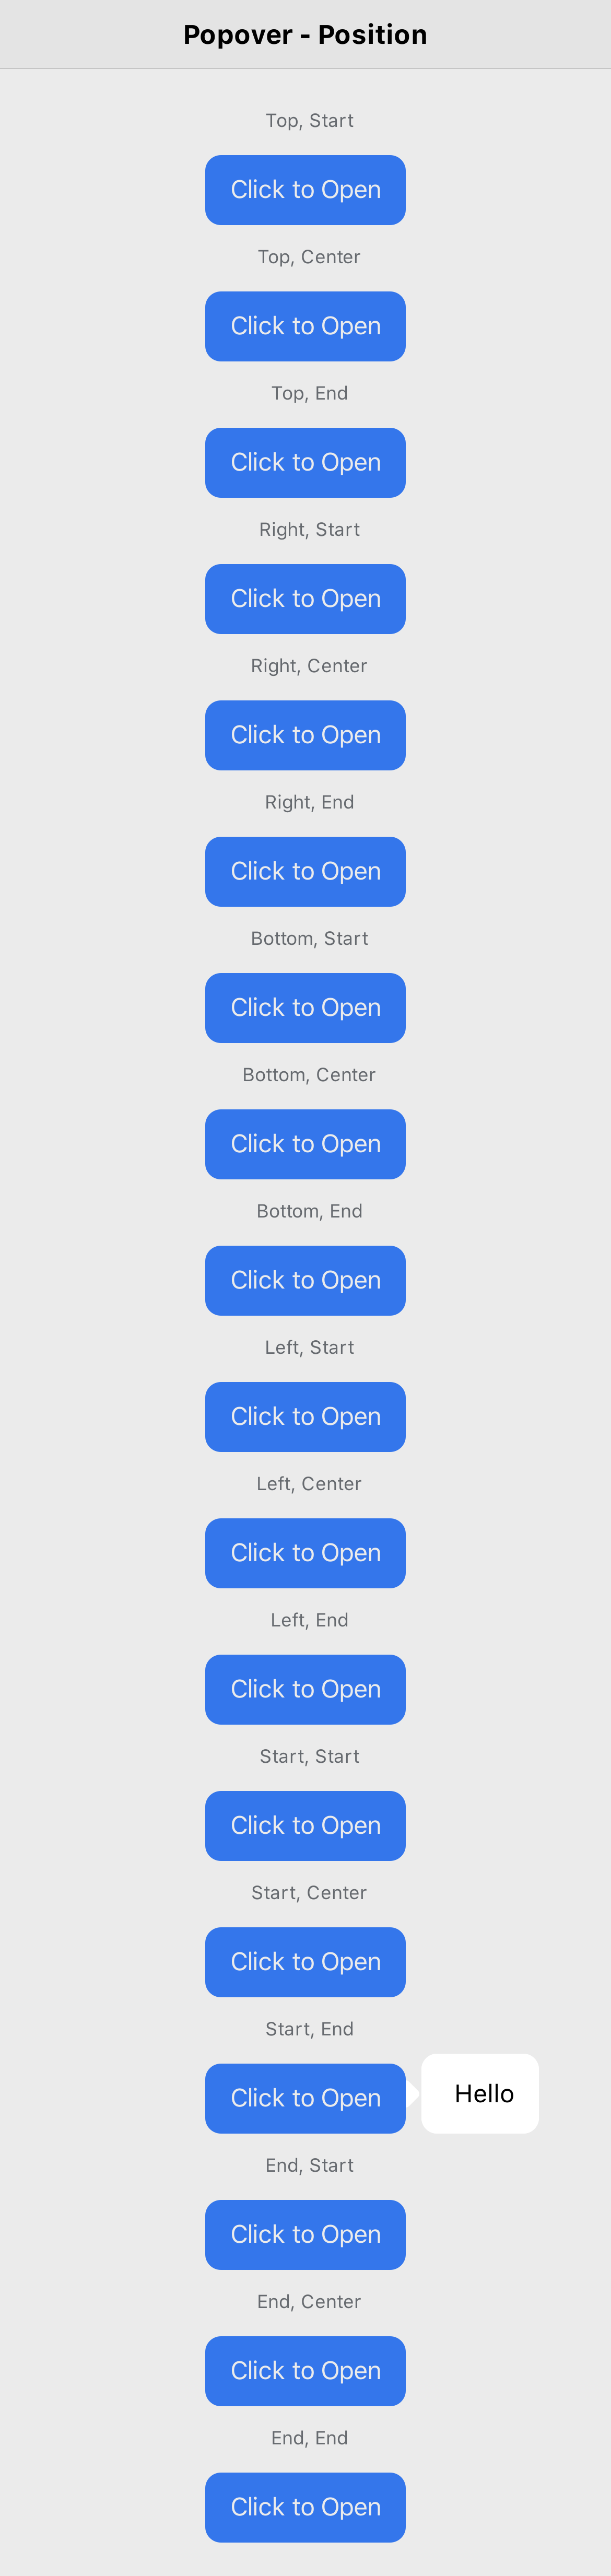 Popover - Position
Top, Start
Click to Open
Top, Center
Click to Open
Top, End
Click to Open
Right, Start
Click to Open
Right, Center
Click to Open
Right, End
Click to Open
Bottom, Start
Click to Open
Bottom, Center
Click to Open
Bottom, End
Click to Open
Left, Start
Click to Open
Left, Center
Click to Open
Left, End
Click to Open
Start, Start
Click to Open
Start, Center
Click to Open
Start, End
Click to Open
Hello
End, Start
Click to Open
End, Center
Click to Open
End, End
Click to Open